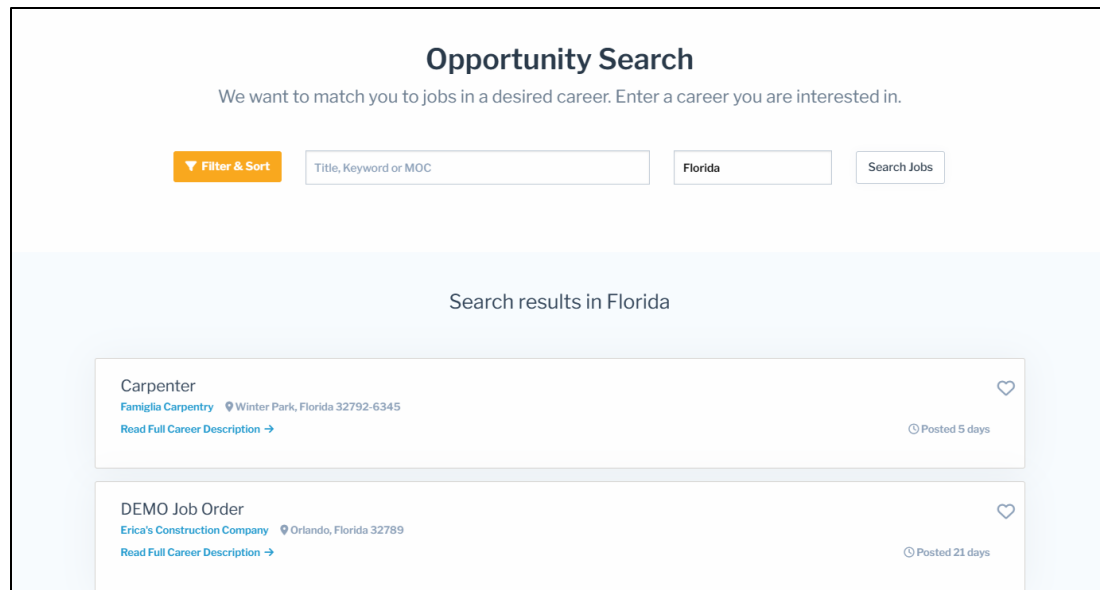 Opportunity Search
We want to match you to jobs in a desired career. Enter a career you are interested in.
Filter & Sort
Title, Keyword or MOC
Florida
Search Jobs
Search results in Florida
Carpenter
Famiglia Carpentry Winter Park, Florida 32792-6345
Read Full Career Description →
Posted 5 days
DEMO Job Order
Erica's Construction Company Orlando, Florida 32789
Read Full Career Description →
Posted 21 days